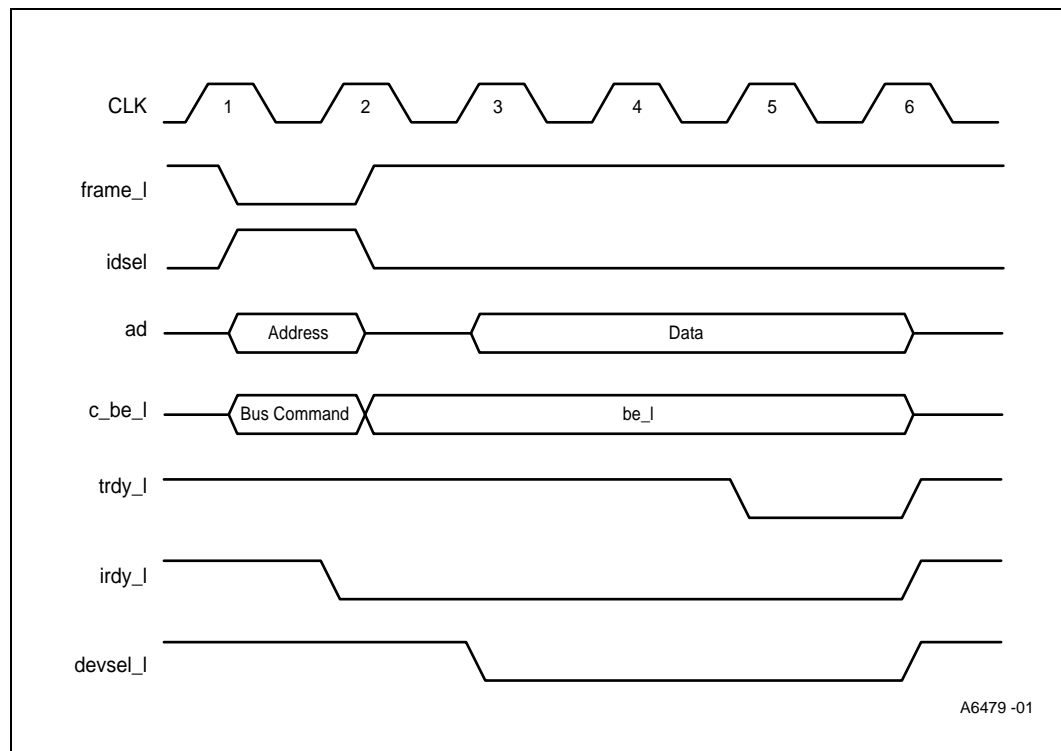 CLK 1 2 3 4 5 6
frame_l
idsel
ad Address Data
c_be_l Bus Command be_l
trdy_l
irdy_l
devsel_l
A6479 -01